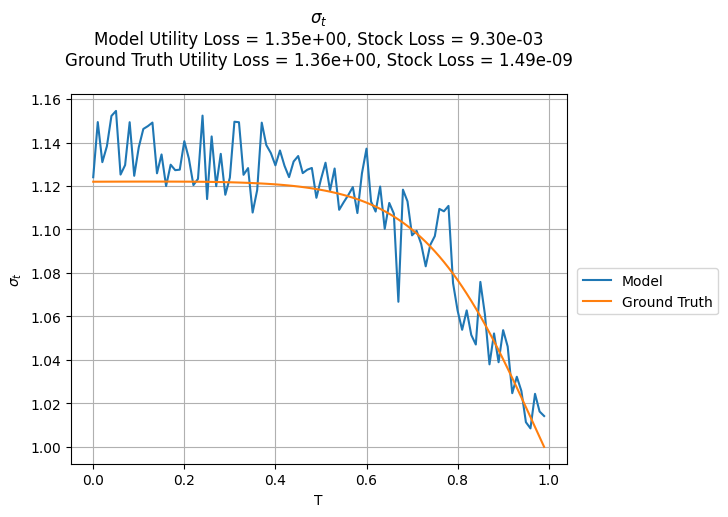 σt
Model Utility Loss = 1.35e+00, Stock Loss = 9.30e-03
Ground Truth Utility Loss = 1.36e+00, Stock Loss = 1.49e-09
1.16
1.14
1.12
1.10
1.08
1.06
1.04
1.02
1.00
σt
0.0 0.2 0.4 0.6 0.8 1.0
T
Model
Ground Truth